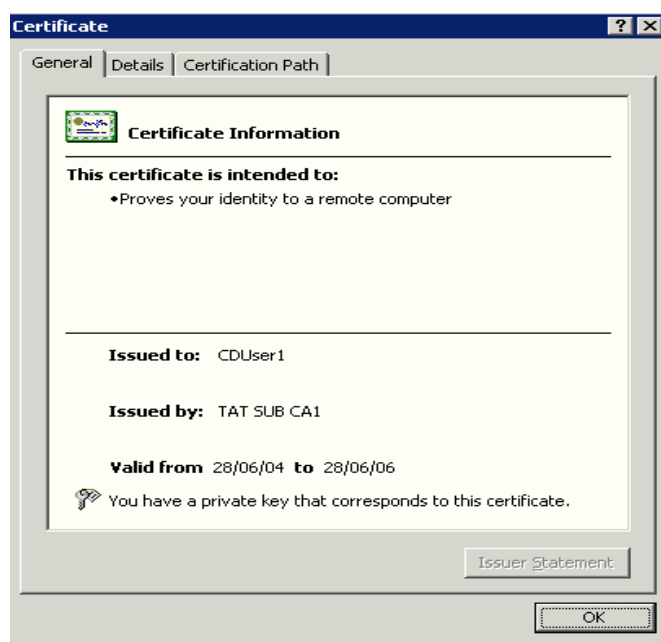 Certificate
General Details Certification Path
Certificate Information
This certificate is intended to:
•Proves your identity to a remote computer
Issued to: CDUser1
Issued by: TAT SUB CA1
Valid from 28/06/04 to 28/06/06
You have a private key that corresponds to this certificate.
Issuer Statement
OK